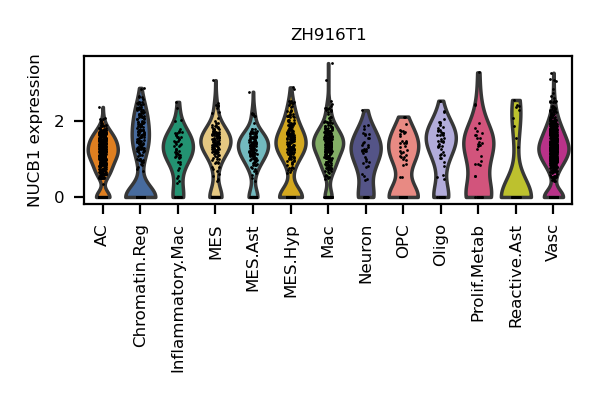 ZH916T1
NUCB1 expression
2
0
AC
Chromatin.Reg
Inflammatory.Mac
MES
MES.Ast
MES.Hyp
Mac
Neuron
OPC
Oligo
Prolif.Metab
Reactive.Ast
Vasc